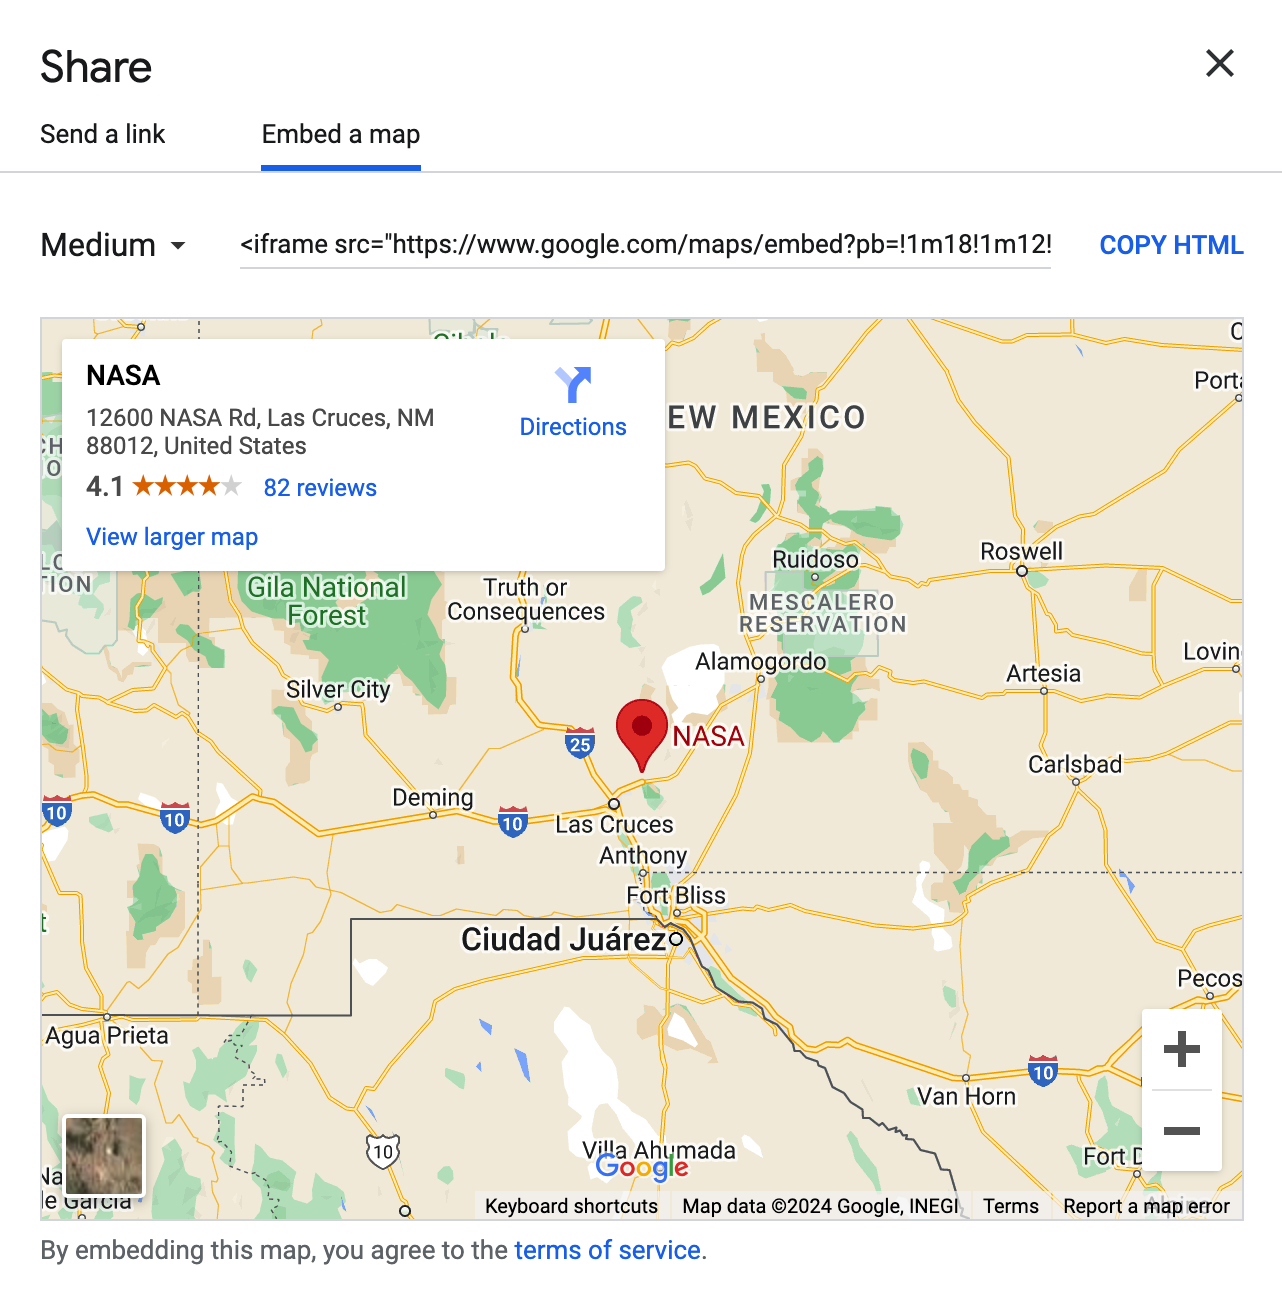 Share
Send a link
Embed a map
Medium
<iframe src="https://www.google.com/maps/embed?pb=!1m18!1m12!
COPY HTML
NASA
12600 NASA Rd, Las Cruces, NM
88012, United States
4.1
82 reviews
View larger map
Directions
EW MEXICO
Porta
Roswell
Ruidoso
MESCALERO
RESERVATION
TION
Gila National
Forest
Truth or
Consequences
Alamogordo
Lovin
Artesia
Silver City
25
NASA
Carlsbad
10
10
Deming
10
Las Cruces
Anthony
Fort Bliss
Ciudad Juárez
Pecos
Agua Prieta
10
Van Horn
10
Villa Ahumada
Fort D
Google
Na
de García
Alpine
Keyboard shortcuts
Map data ©2024 Google, INEGI
Terms
Report a map error
By embedding this map, you agree to the terms of service.